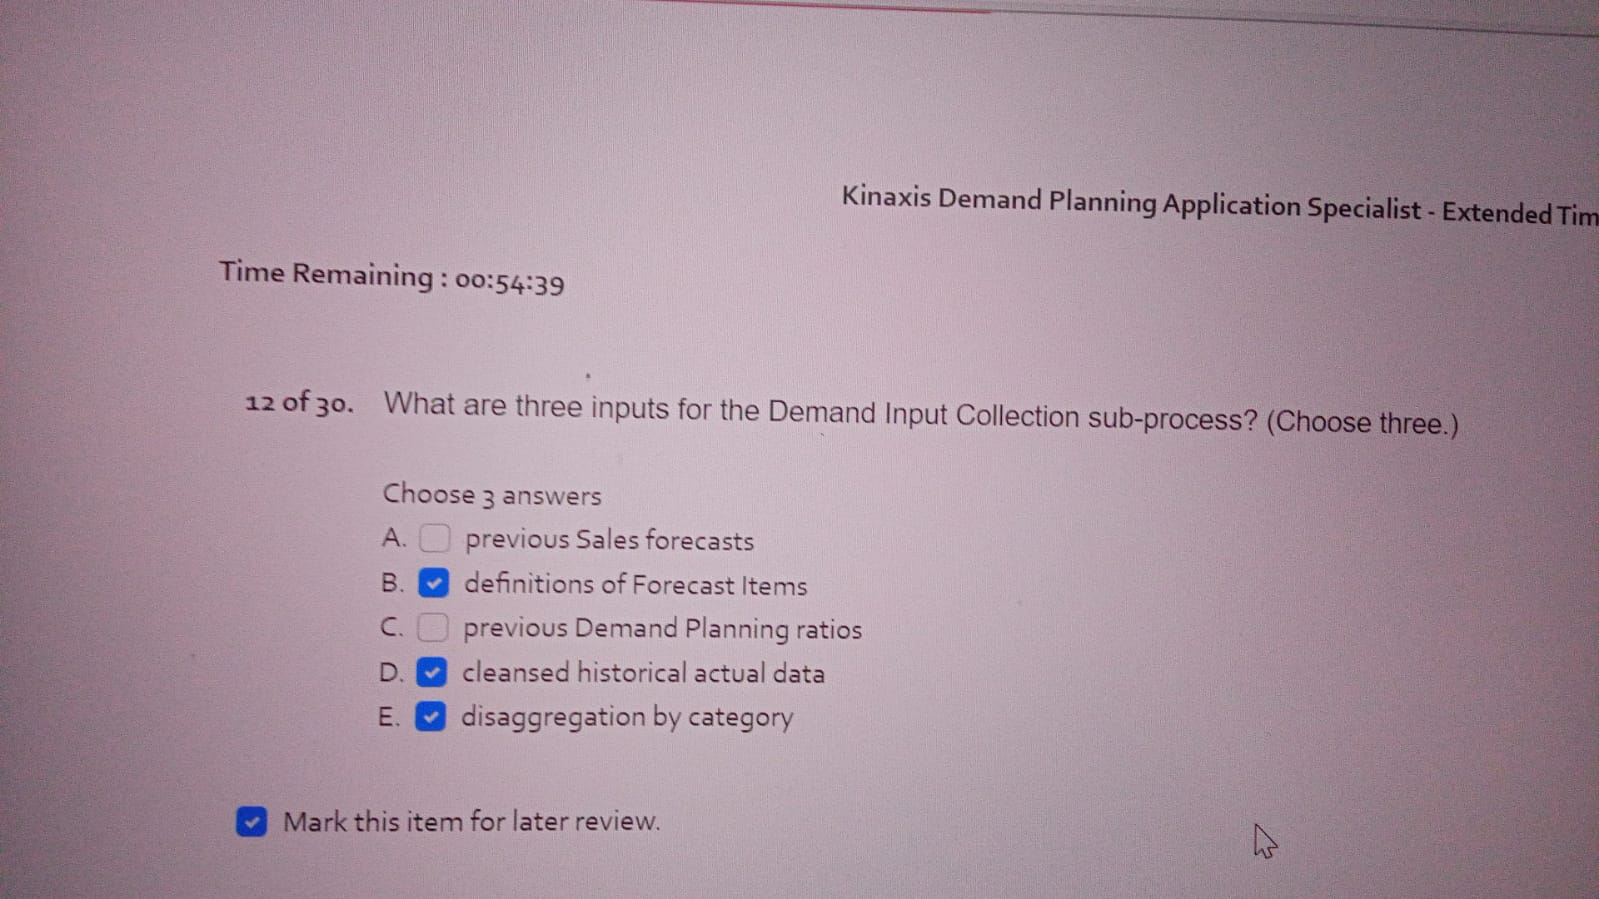 Kinaxis Demand Planning Application Specialist - Extended Tim
Time Remaining : 00:54:39
12 of 30. What are three inputs for the Demand Input Collection sub-process? (Choose three.)
Choose 3 answers
A. previous Sales forecasts
B. definitions of Forecast Items
C. previous Demand Planning ratios
D. cleansed historical actual data
E. disaggregation by category
Mark this item for later review.